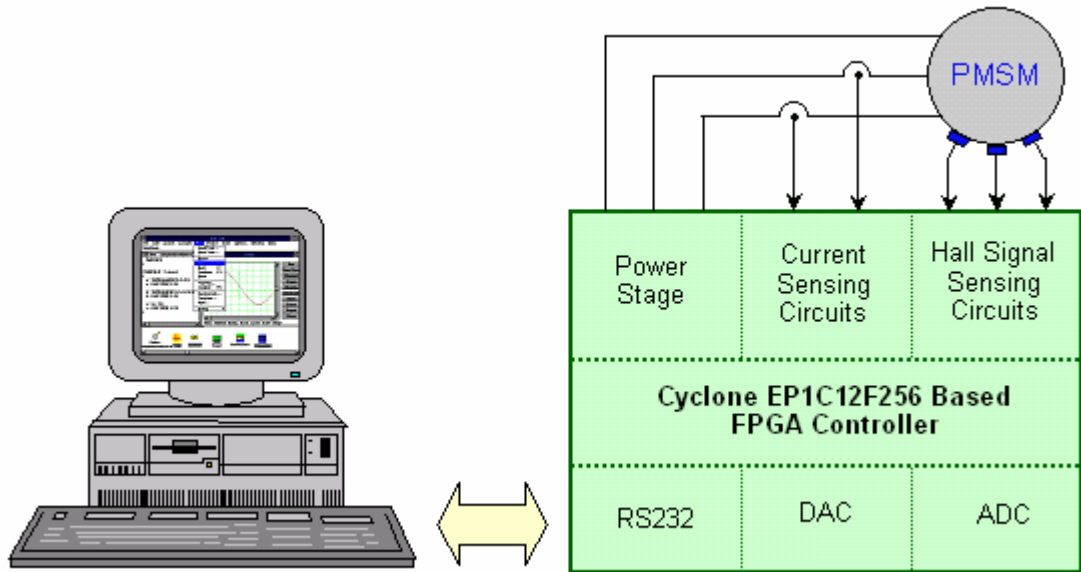 PMSM
Power
Stage
Current
Sensing
Circuits
Hall Signal
Sensing
Circuits
Cyclone EP1C12F256 Based
FPGA Controller
RS232
DAC
ADC